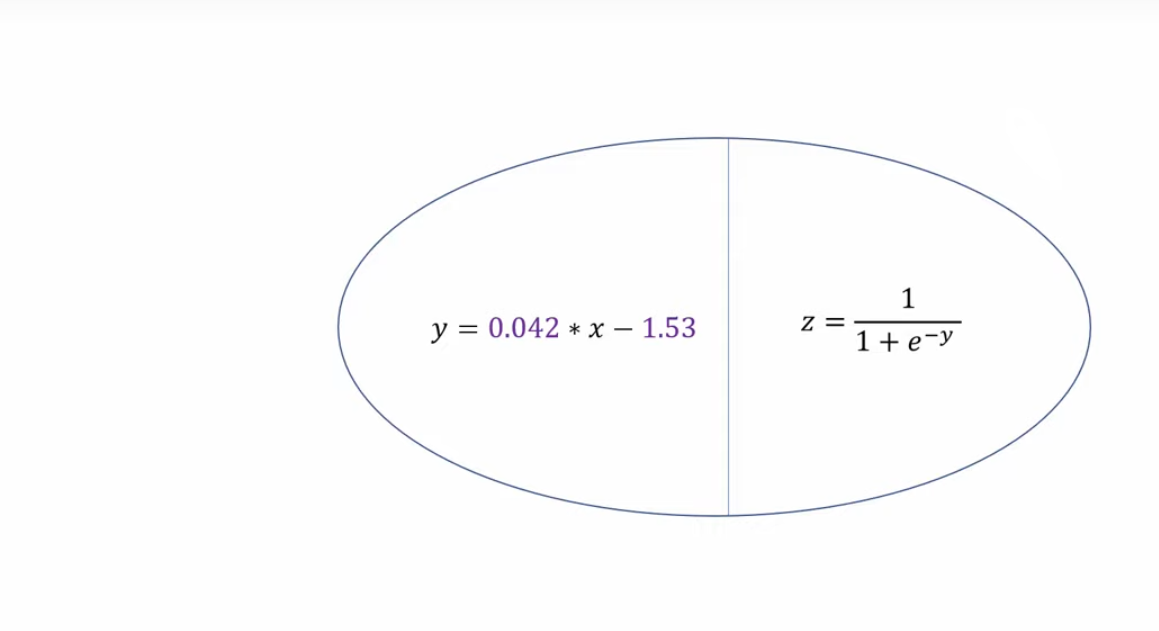 y = 0.042 * x − 1.53
z = 1 / (1 + e^{−y})